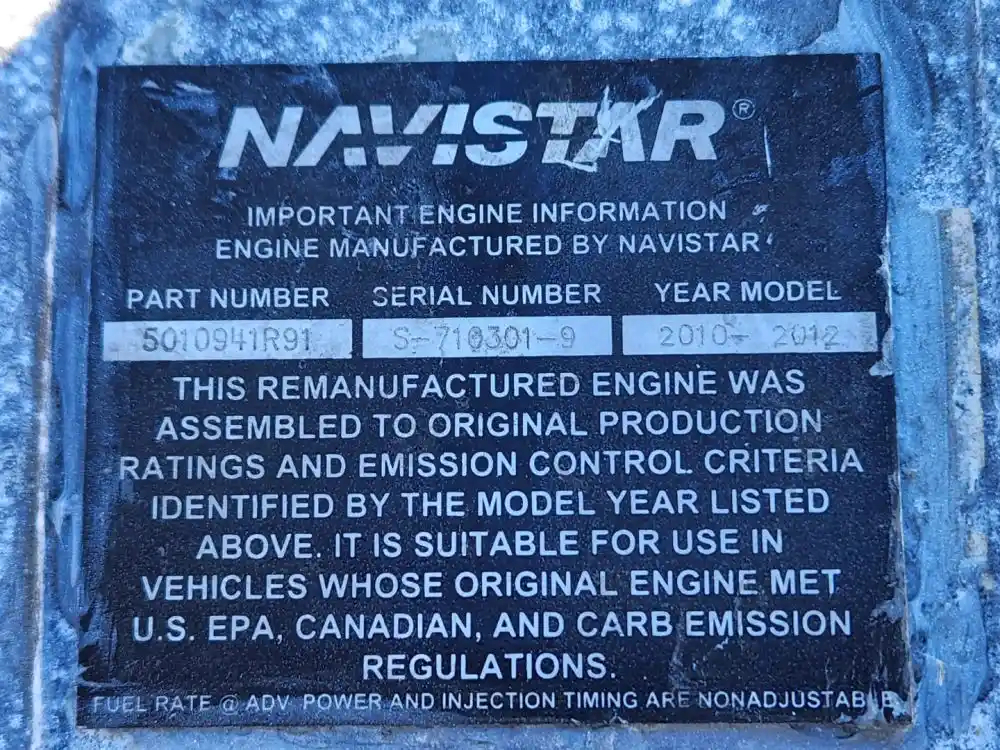 NAVISTAR®
IMPORTANT ENGINE INFORMATION
ENGINE MANUFACTURED BY NAVISTAR
PART NUMBER SERIAL NUMBER YEAR MODEL
5010941R91 S-710301-9 2010- 2012
THIS REMANUFACTURED ENGINE WAS
ASSEMBLED TO ORIGINAL PRODUCTION
RATINGS AND EMISSION CONTROL CRITERIA
IDENTIFIED BY THE MODEL YEAR LISTED
ABOVE. IT IS SUITABLE FOR USE IN
VEHICLES WHOSE ORIGINAL ENGINE MET
U.S. EPA, CANADIAN, AND CARB EMISSION
REGULATIONS.
FUEL RATE @ ADV POWER AND INJECTION TIMING ARE NONADJUSTABLE